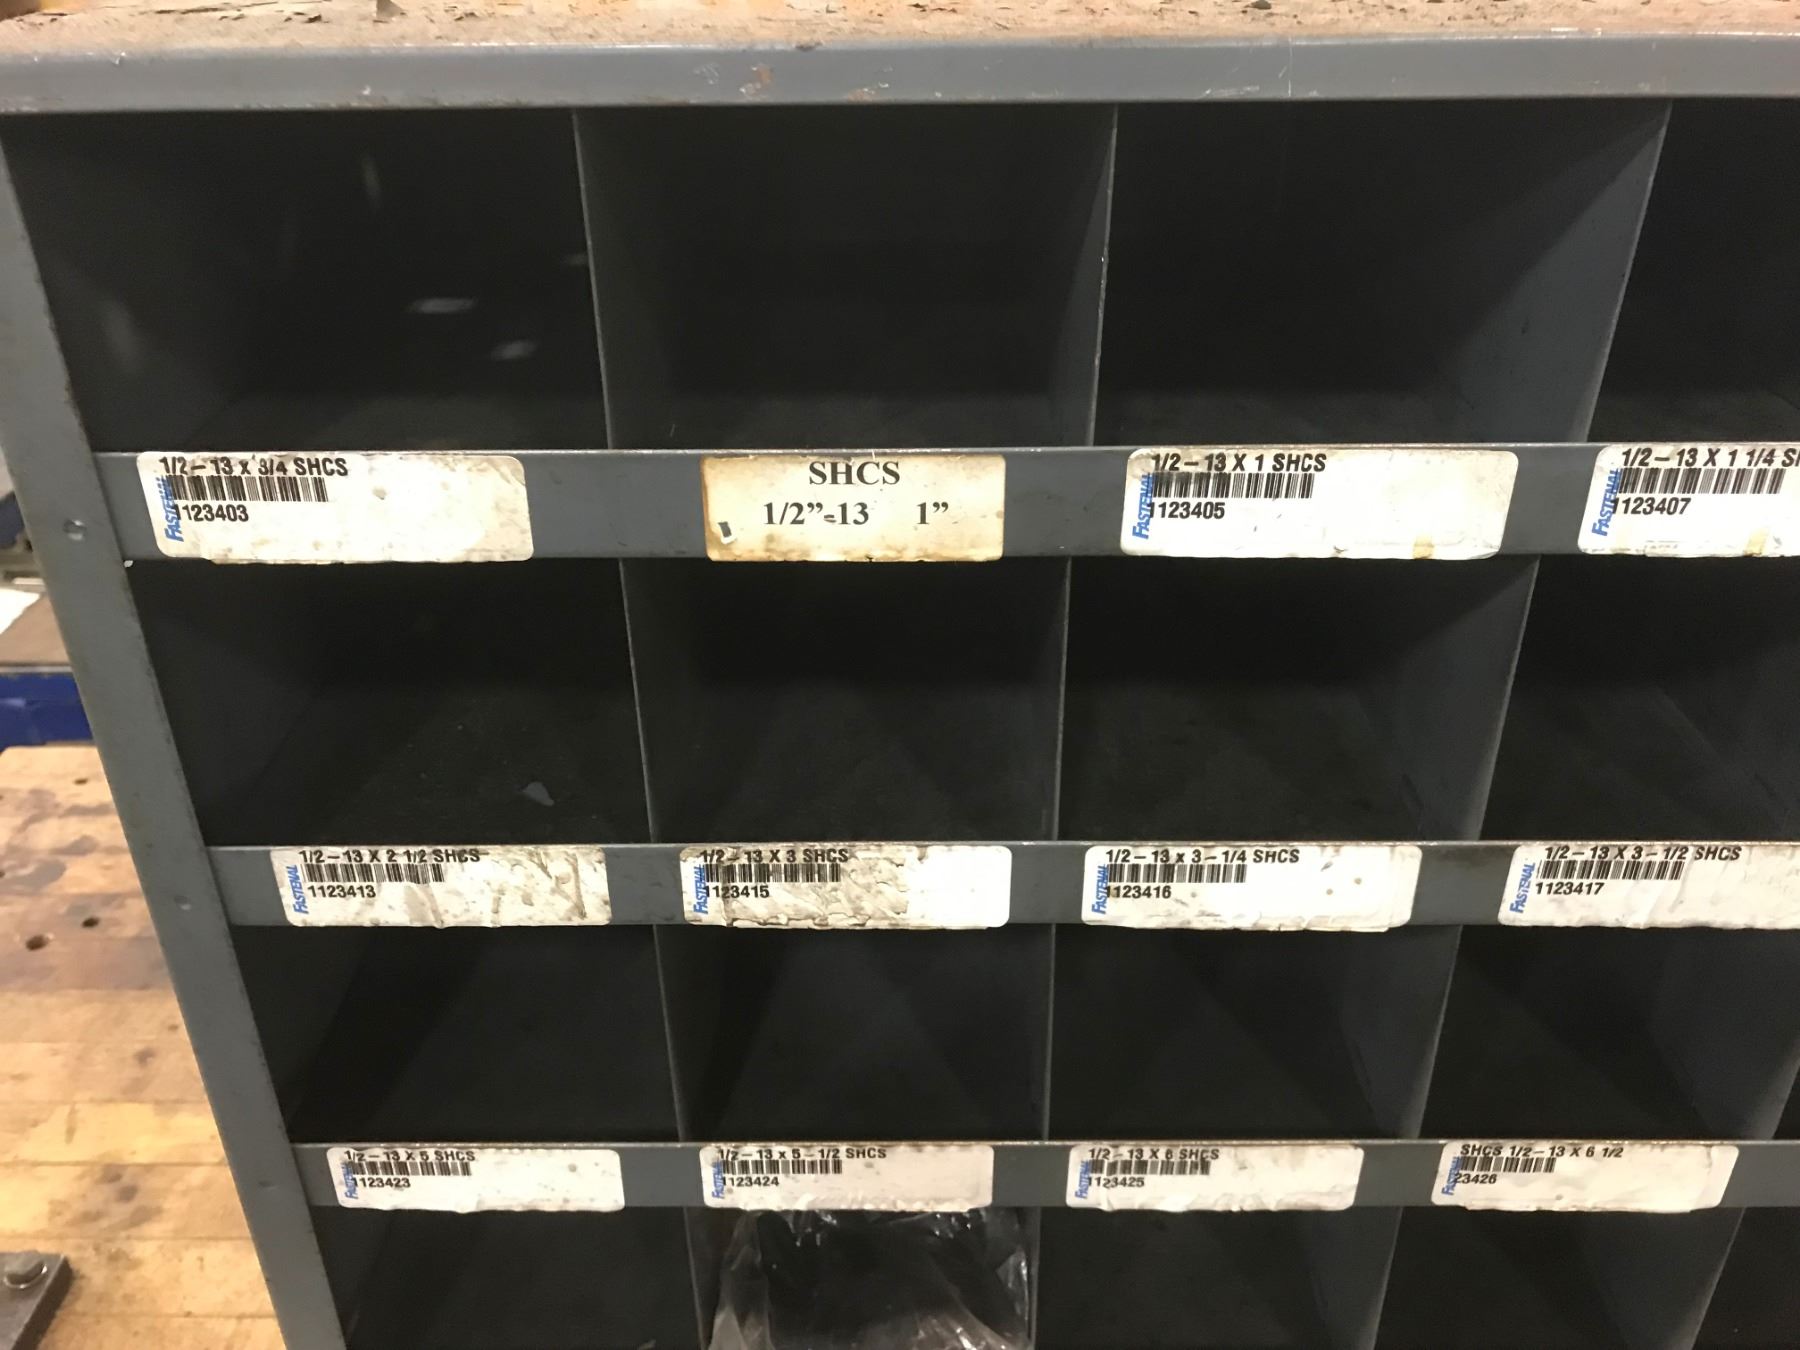 1/2-13 x 3/4 SHCS
FASTENAL
1123403
SHCS
1/2"-13 1"
1/2-13 X 1 SHCS
FASTENAL
1123405
1/2-13 X 1 1/4
FASTENAL
1123407
1/2-13 X 2 1/2 SHCS
FASTENAL
1123413
1/2-13 X 3 SHCS
FASTENAL
1123415
1/2-13 x 3-1/4 SHCS
FASTENAL
1123416
1/2-13 X 3-1/2 SHCS
FASTENAL
1123417
1/2-13 X 5 SHCS
FASTENAL
1123423
1/2-13 x 5-1/2 SHCS
FASTENAL
1123424
1/2-13 X 6 SHCS
FASTENAL
1123425
SHCS 1/2-13 X 6 1/2
FASTENAL
23426